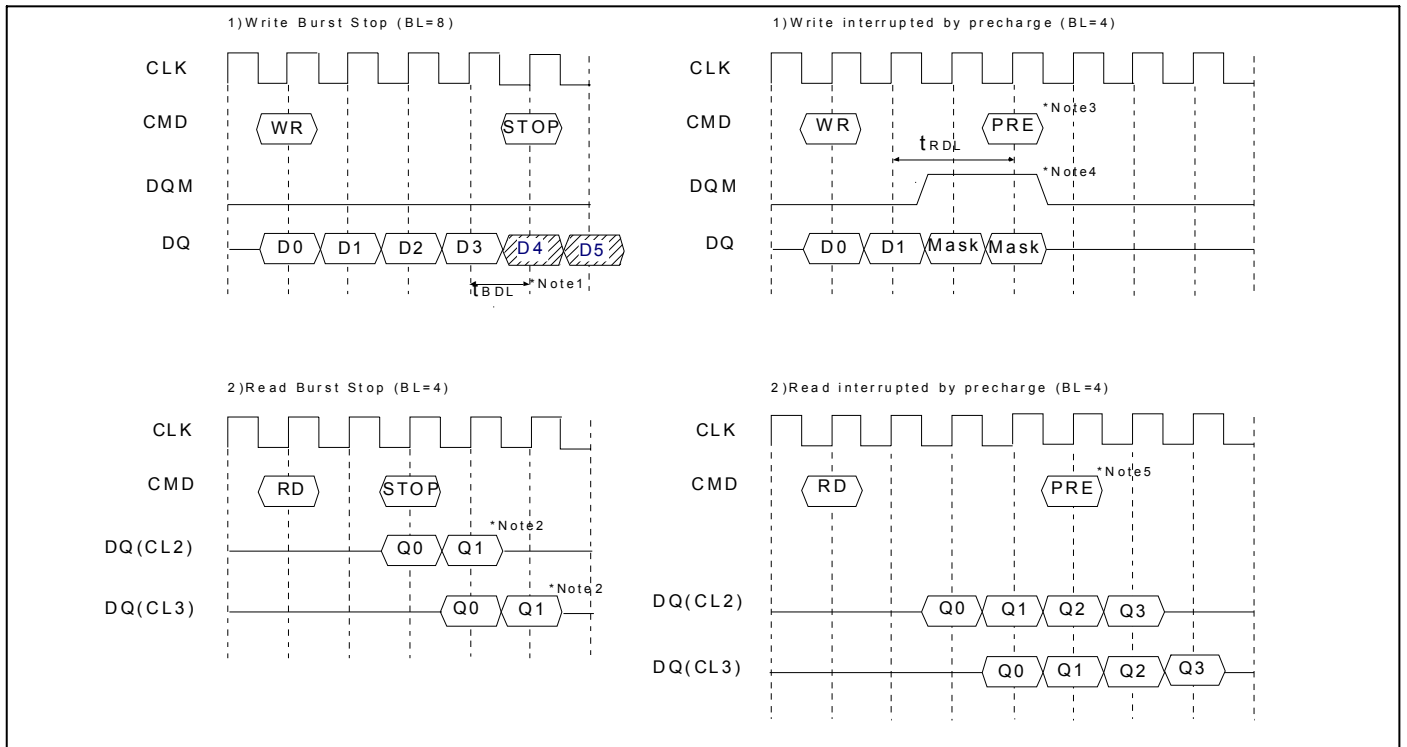 1)Write Burst Stop (BL=8)
CLK
CMD WR STOP
DQM
DQ D0 D1 D2 D3 D4 D5
tBDL *Note1
1)Write interrupted by precharge (BL=4)
CLK
CMD WR PRE *Note3
tRDL
DQM *Note4
DQ D0 D1 Mask Mask
2)Read Burst Stop (BL=4)
CLK
CMD RD STOP
*Note2
DQ(CL2) Q0 Q1
*Note2
DQ(CL3) Q0 Q1
2)Read interrupted by precharge (BL=4)
CLK
CMD RD PRE *Note5
DQ(CL2) Q0 Q1 Q2 Q3
DQ(CL3) Q0 Q1 Q2 Q3